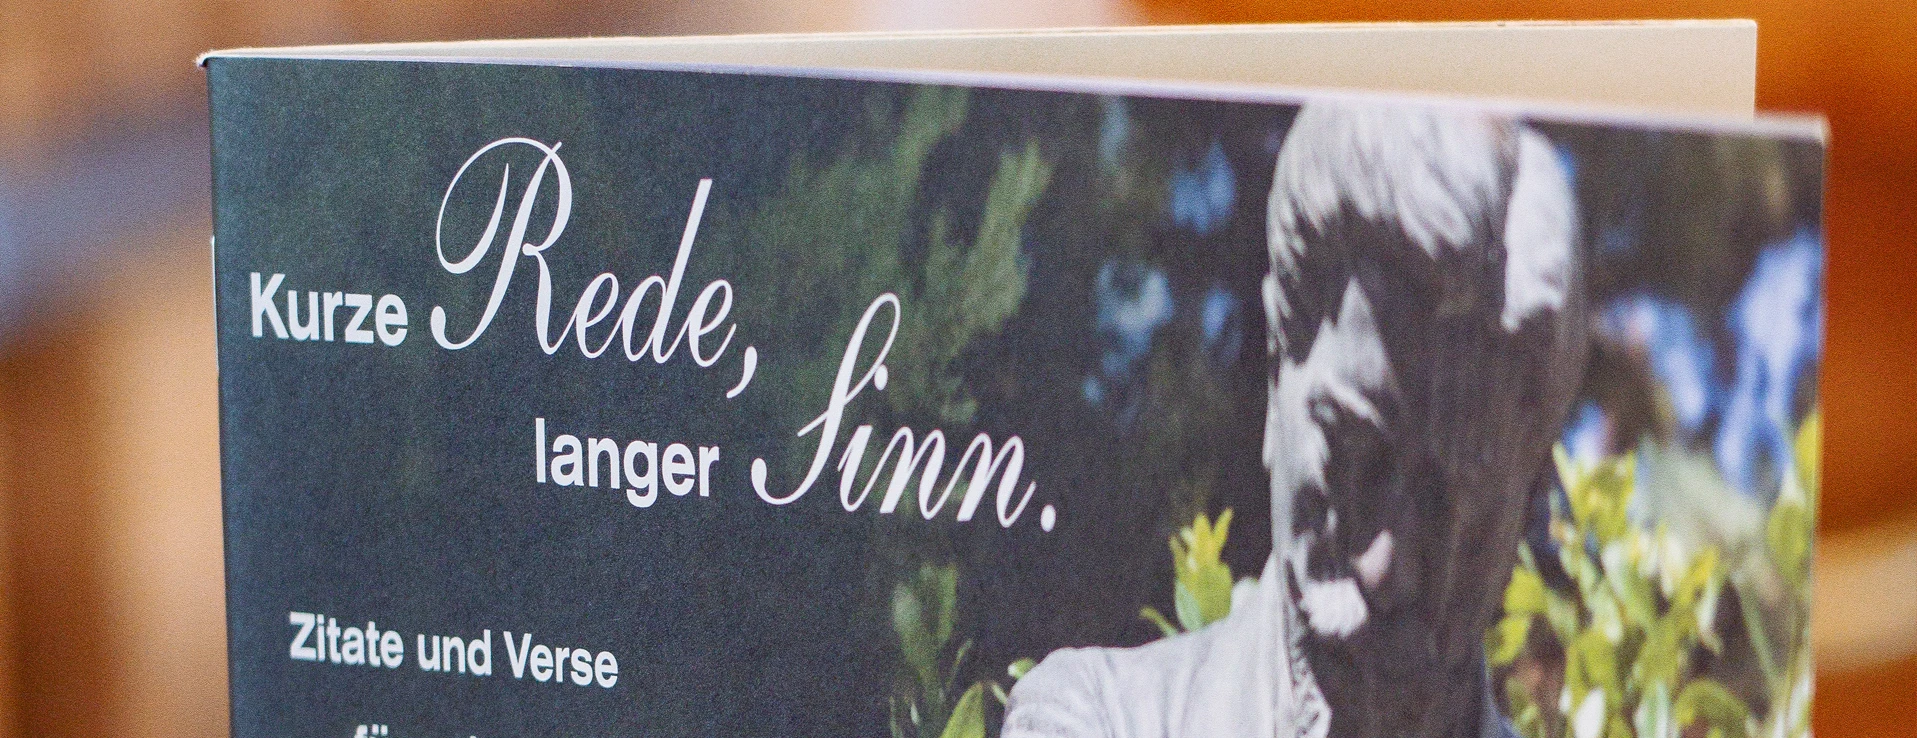 Kurze Rede,
langer Sinn.
Zitate und Verse